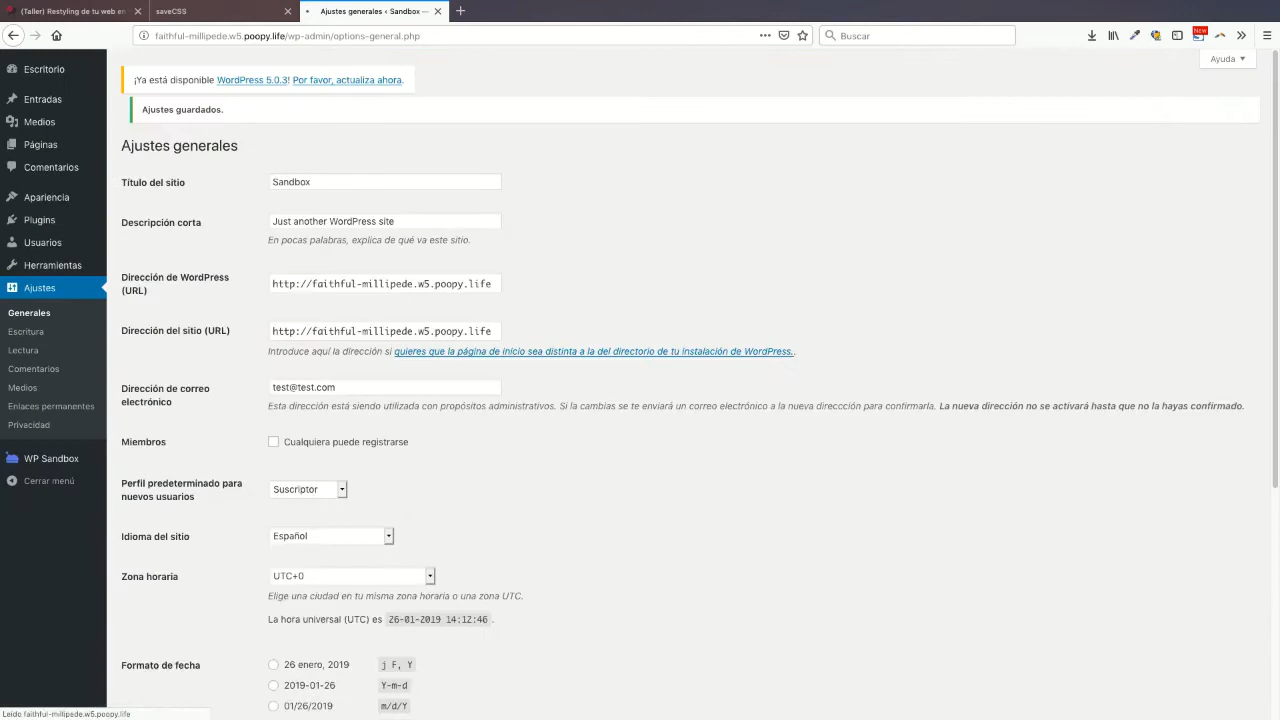 (Taller) Restyling de tu web en
saveCSS
Ajustes generales ‹ Sandbox —
faithful-millipede.w5.poopy.life/wp-admin/options-general.php
Buscar
New
Ayuda
Escritorio
Entradas
Medios
Páginas
Comentarios
Apariencia
Plugins
Usuarios
Herramientas
Ajustes
Generales
Escritura
Lectura
Comentarios
Medios
Enlaces permanentes
Privacidad
WP Sandbox
Cerrar menú
¡Ya está disponible WordPress 5.0.3! Por favor, actualiza ahora.
Ajustes guardados.
Ajustes generales
Título del sitio
Sandbox
Descripción corta
Just another WordPress site
En pocas palabras, explica de qué va este sitio.
Dirección de WordPress
(URL)
http://faithful-millipede.w5.poopy.life
Dirección del sitio (URL)
http://faithful-millipede.w5.poopy.life
Introduce aquí la dirección si quieres que la página de inicio sea distinta a la del directorio de tu instalación de WordPress..
Dirección de correo
electrónico
test@test.com
Esta dirección está siendo utilizada con propósitos administrativos. Si la cambias se te enviará un correo electrónico a la nueva direccción para confirmarla. La nueva dirección no se activará hasta que no la hayas confirmado.
Miembros
Cualquiera puede registrarse
Perfil predeterminado para
nuevos usuarios
Suscriptor
Idioma del sitio
Español
Zona horaria
UTC+0
Elige una ciudad en tu misma zona horaria o una zona UTC.
La hora universal (UTC) es 26-01-2019 14:12:46 .
Formato de fecha
26 enero, 2019 j F, Y
2019-01-26 Y-m-d
01/26/2019 m/d/Y
Leído faithful-millipede.w5.poopy.life